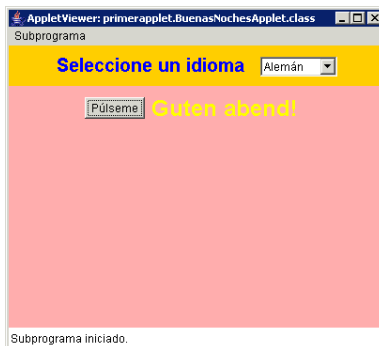 AppletViewer: primerapplet.BuenasNochesApplet.class
Subprograma
Seleccione un idioma Alemán
Púlseme Guten abend!
Subprograma iniciado.